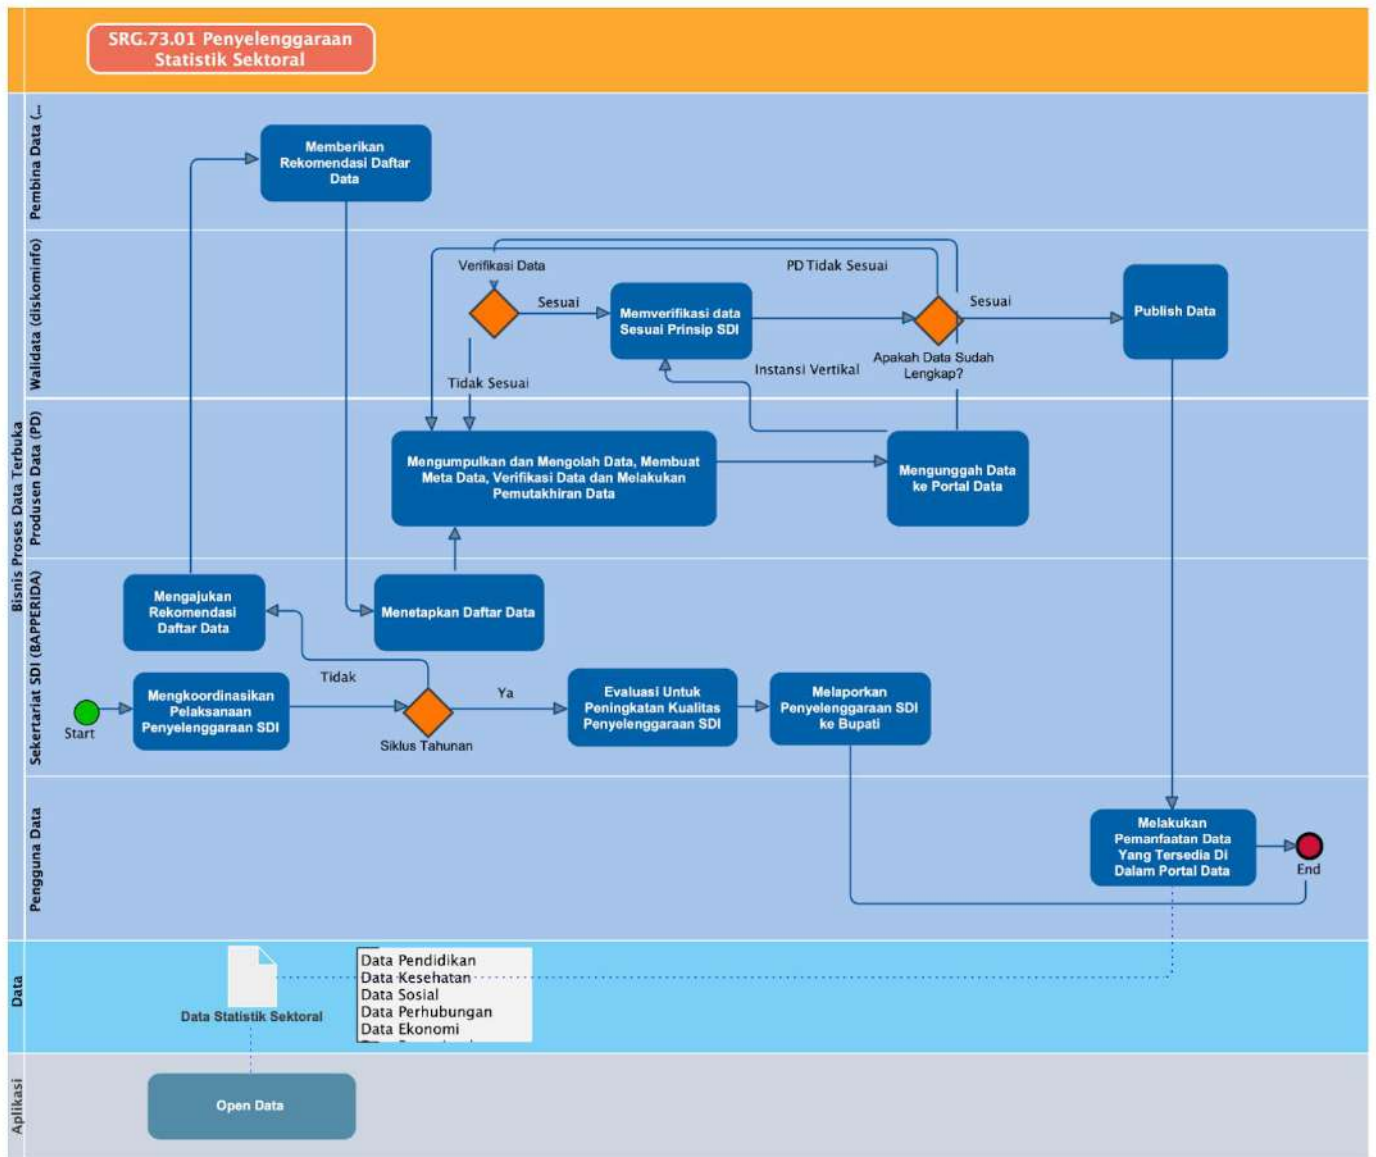 SRG.73.01 Penyelenggaraan
Statistik Sektoral
Bisnis Proses Data Terbuka
Pembina Data (...
Memberikan
Rekomendasi Daftar
Data
Walidata (diskominfo)
Verifikasi Data
PD Tidak Sesuai
Sesuai
Memverifikasi data
Sesuai Prinsip SDI
Sesuai
Publish Data
Apakah Data Sudah
Lengkap?
Instansi Vertikal
Tidak Sesuai
Produsen Data (PD)
Mengumpulkan dan Mengolah Data, Membuat
Meta Data, Verifikasi Data dan Melakukan
Pemutakhiran Data
Mengunggah Data
ke Portal Data
Sekertariat SDI (BAPPERIDA)
Mengajukan
Rekomendasi
Daftar Data
Menetapkan Daftar Data
Tidak
Start
Mengkoordinasikan
Pelaksanaan
Penyelenggaraan SDI
Siklus Tahunan
Ya
Evaluasi Untuk
Peningkatan Kualitas
Penyelenggaraan SDI
Melaporkan
Penyelenggaraan SDI
ke Bupati
Pengguna Data
Melakukan
Pemanfaatan Data
Yang Tersedia Di
Dalam Portal Data
End
Data
Data Statistik Sektoral
Data Pendidikan
Data Kesehatan
Data Sosial
Data Perhubungan
Data Ekonomi
Aplikasi
Open Data